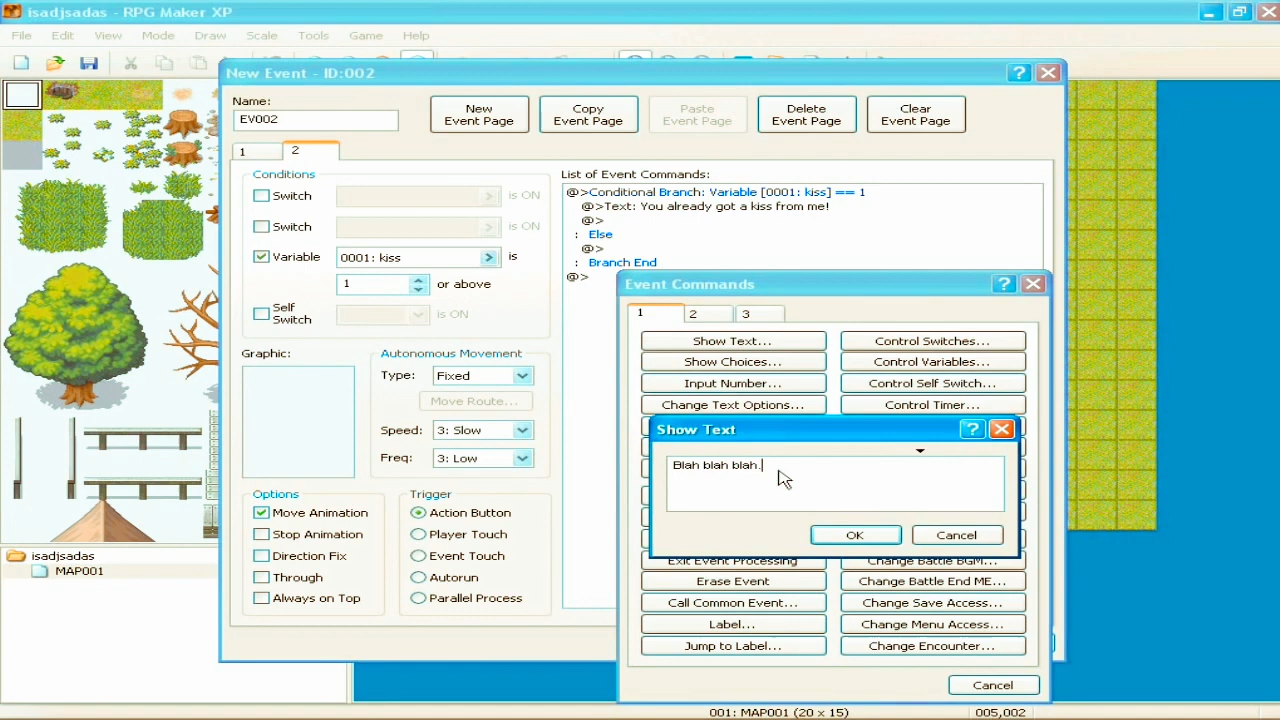 isadjsadas - RPG Maker XP
File Edit View Mode Draw Scale Tools Game Help
New Event - ID:002
Name:
EV002
New
Event Page
Copy
Event Page
Paste
Event Page
Delete
Event Page
Clear
Event Page
1 2
Conditions
Switch is ON
Switch is ON
Variable 0001: kiss is
1 or above
Self
Switch is ON
Graphic:
Autonomous Movement
Type: Fixed
Move Route...
Speed: 3: Slow
Freq: 3: Low
Options
Move Animation
Stop Animation
Direction Fix
Through
Always on Top
Trigger
Action Button
Player Touch
Event Touch
Autorun
Parallel Process
List of Event Commands:
@>Conditional Branch: Variable [0001: kiss] == 1
@>Text: You already got a kiss from me!
@>
: Else
@>
: Branch End
@>
Event Commands
1 2 3
Show Text... Control Switches...
Show Choices... Control Variables...
Input Number... Control Self Switch...
Change Text Options... Control Timer...
Show Text
Blah blah blah.
OK Cancel
Exit Event Processing Change Battle BGM...
Erase Event Change Battle End ME...
Call Common Event... Change Save Access...
Label... Change Menu Access...
Jump to Label... Change Encounter...
Cancel
isadjsadas
MAP001
001: MAP001 (20 x 15) 005,002